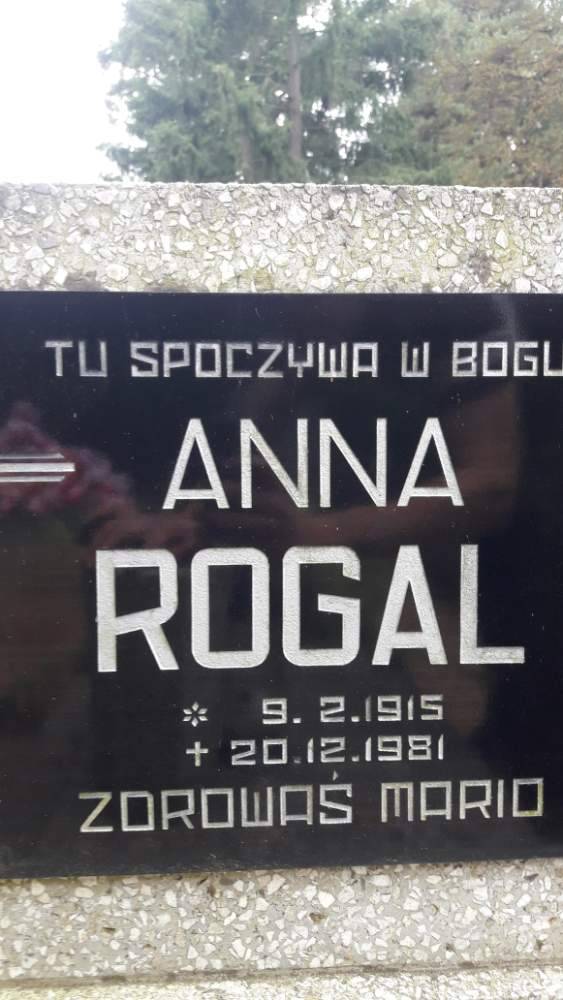 TU SPOCZYWA W BOGU
ANNA
ROGAL
* 9. 2.1915
+ 20.12.1981
ZDROWAŚ MARIO